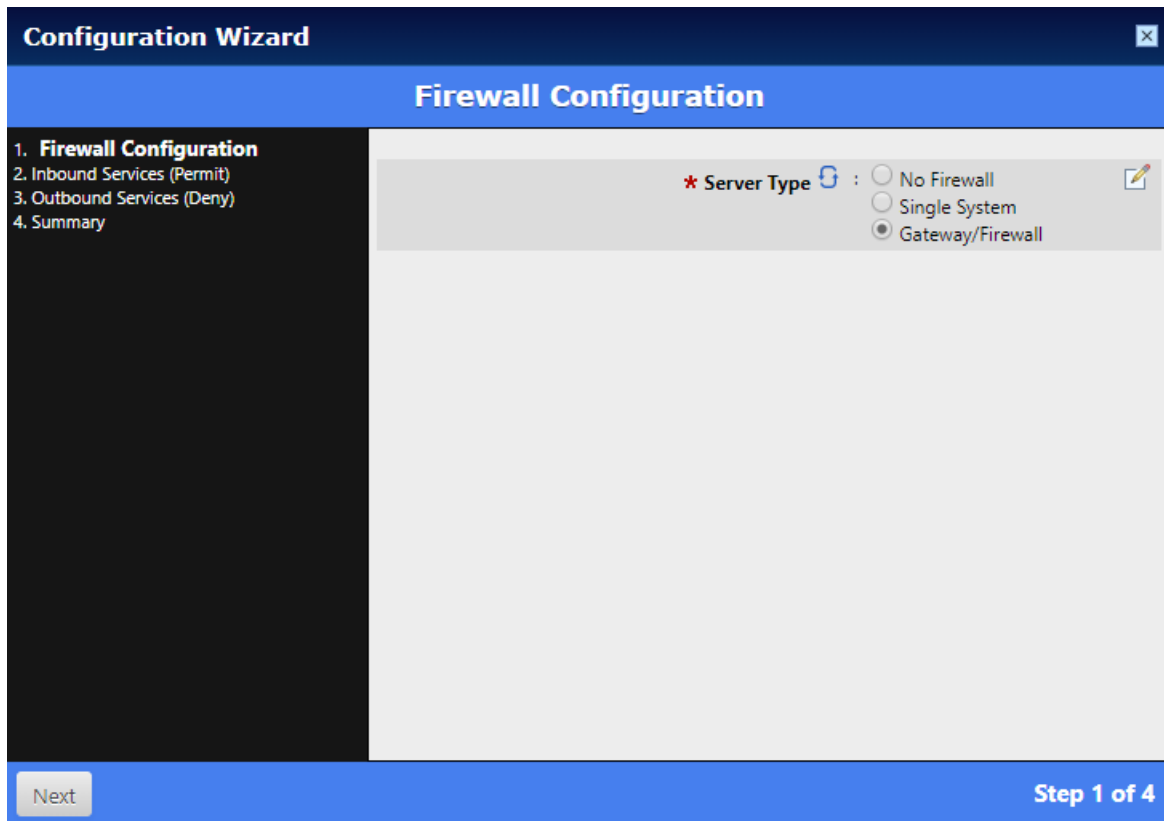 Configuration Wizard
Firewall Configuration
1. Firewall Configuration
2. Inbound Services (Permit)
3. Outbound Services (Deny)
4. Summary
* Server Type : No Firewall
Single System
Gateway/Firewall
Next
Step 1 of 4